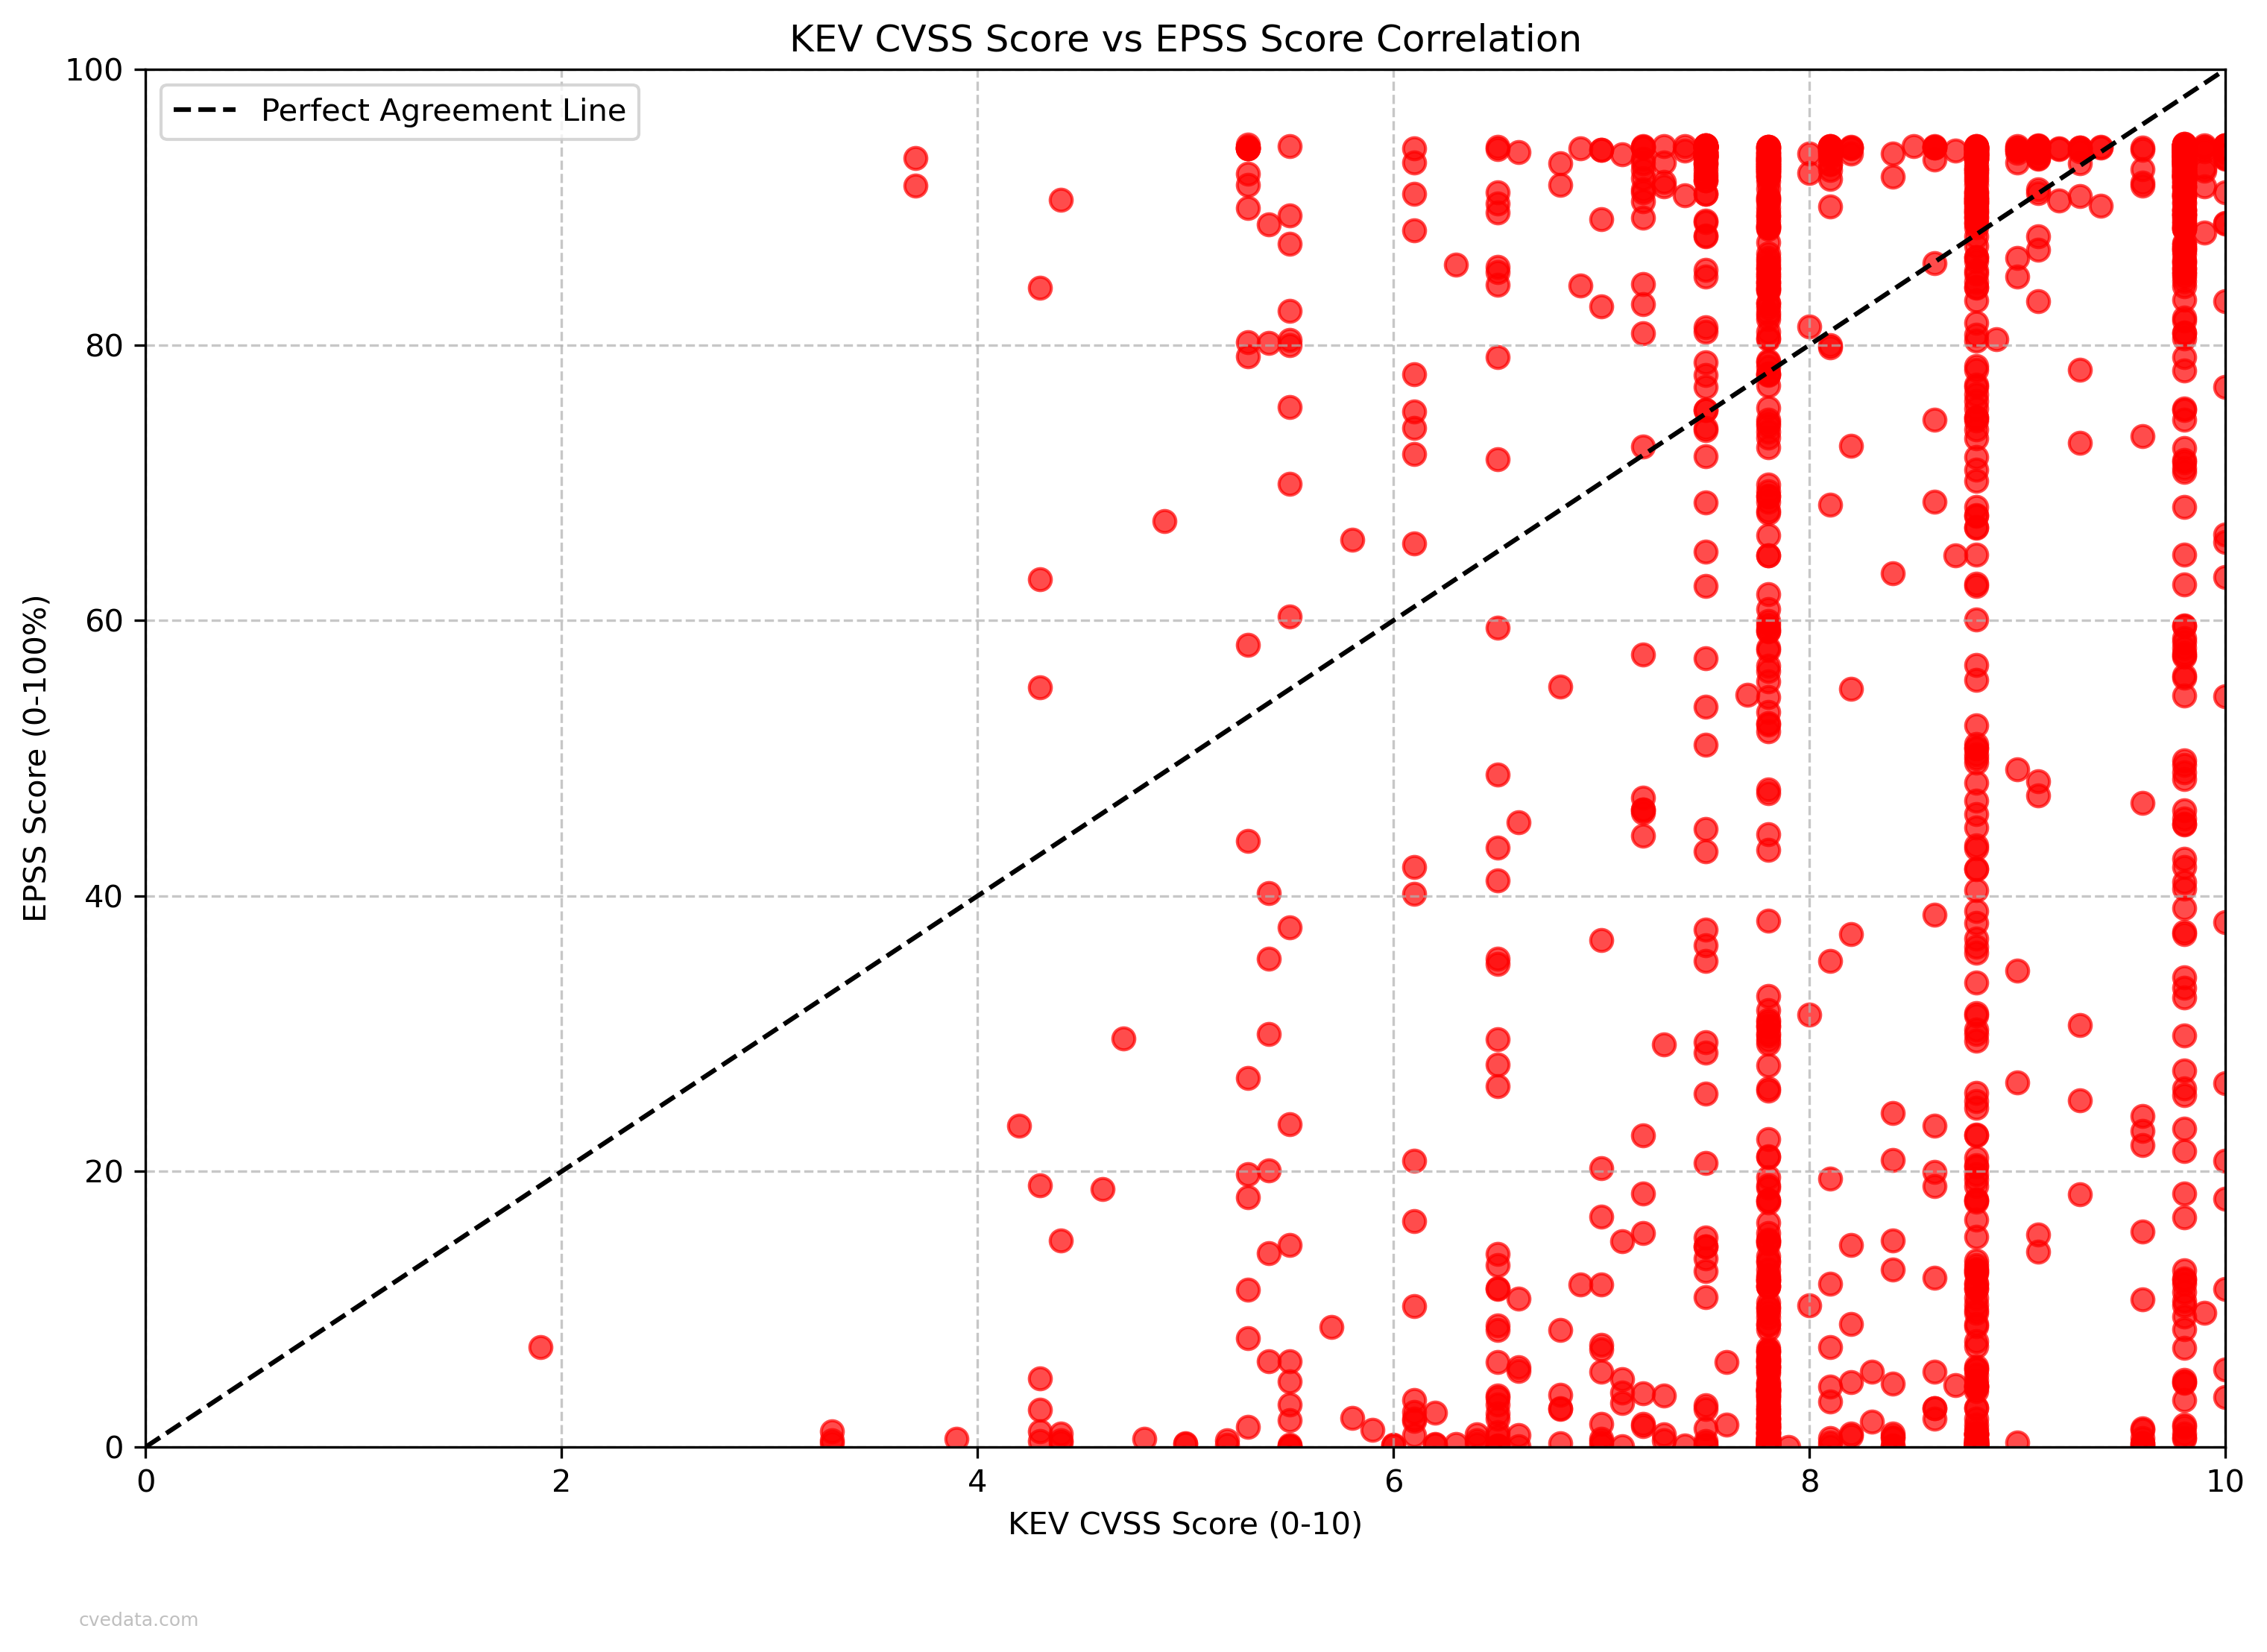 KEV CVSS Score vs EPSS Score Correlation
100
Perfect Agreement Line
80
60
EPSS Score (0-100%)
40
20
0
0 2 4 6 8 10
KEV CVSS Score (0-10)
cvedata.com